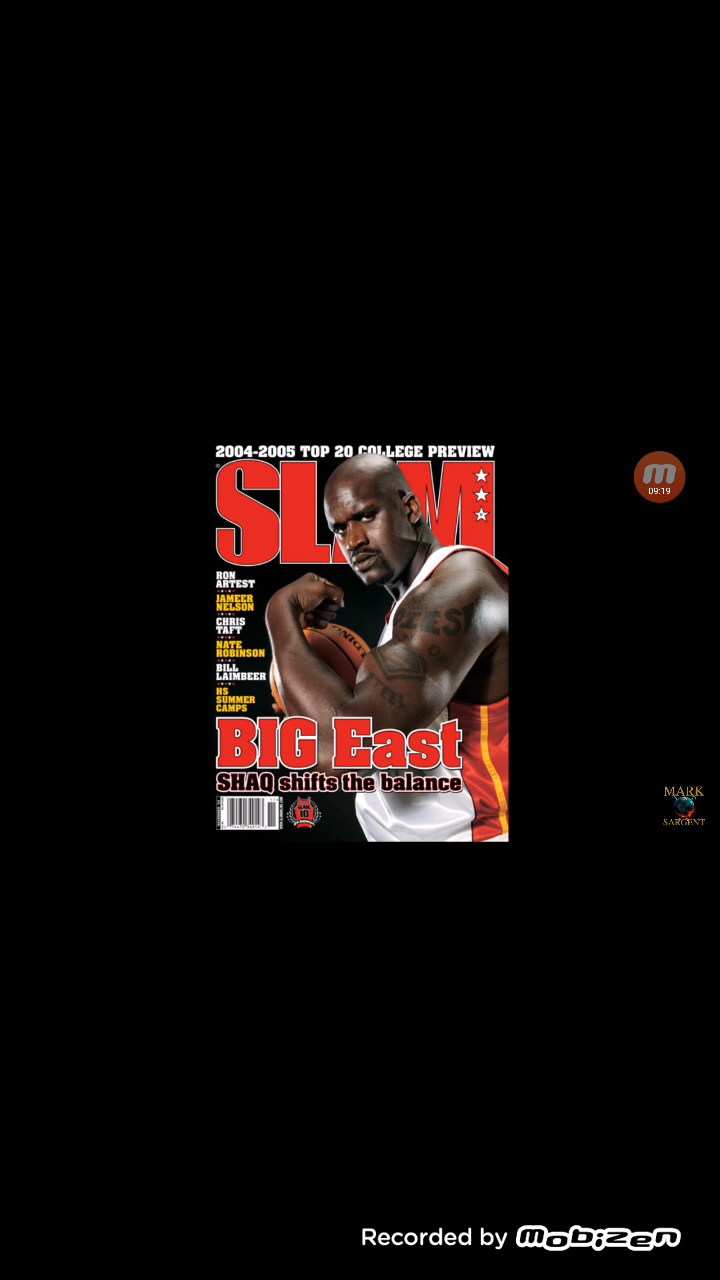 2004-2005 TOP 20 COLLEGE PREVIEW
SLAM
09:19
RON
ARTEST
JAMEER
NELSON
CHRIS
TAFT
NATE
ROBINSON
BILL
LAIMBEER
HS
SUMMER
CAMPS
BIG East
SHAQ shifts the balance
10
MARK
SARGENT
Recorded by mobizen